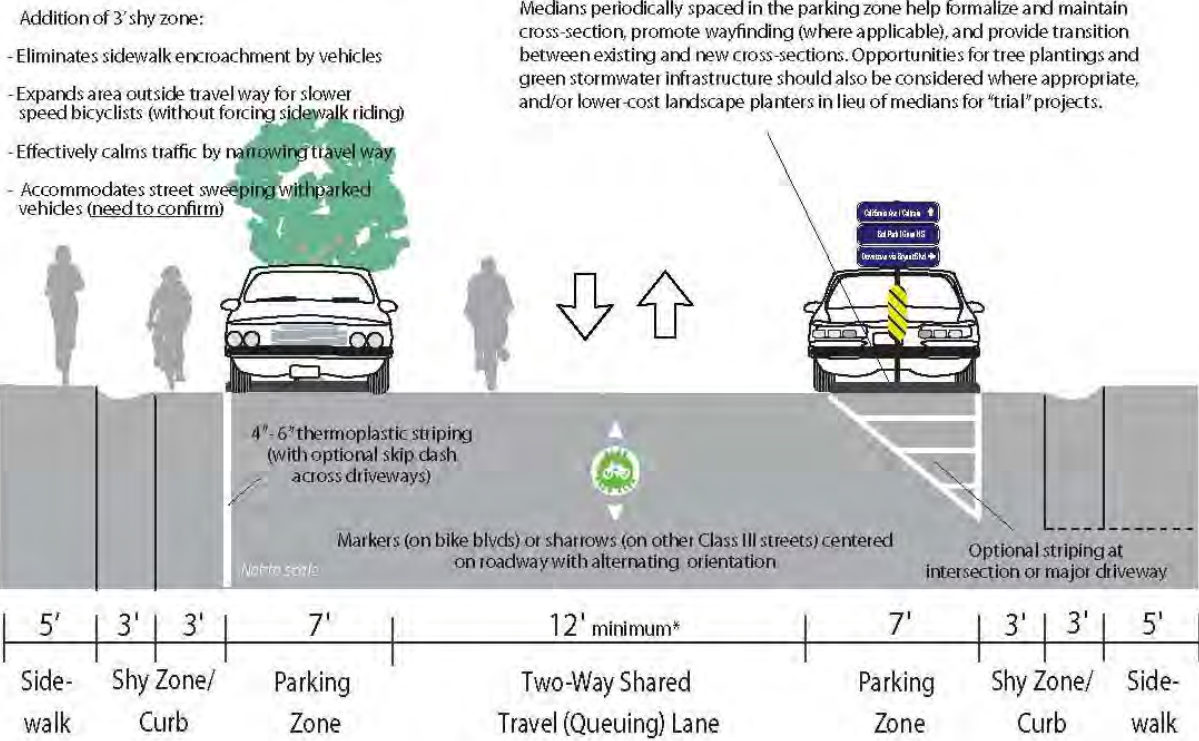 Addition of 3' shy zone:
- Eliminates sidewalk encroachment by vehicles
- Expands area outside travel way for slower
speed bicyclists (without forcing sidewalk riding)
- Effectively calms traffic by narrowing travel way
- Accommodates street sweeping withparked
vehicles (need to confirm)
Medians periodically spaced in the parking zone help formalize and maintain
cross-section, promote wayfinding (where applicable), and provide transition
between existing and new cross-sections. Opportunities for tree plantings and
green stormwater infrastructure should also be considered where appropriate,
and/or lower-cost landscape planters in lieu of medians for "trial" projects.
4"- 6" thermoplastic striping
(with optional skip dash
across driveways)
Markers (on bike blvds) or sharrows (on other Class III streets) centered
on roadway with alternating orientation
Not to scale
Optional striping at
intersection or major driveway
5' 3' 3' 7' 12' minimum* 7' 3' 3' 5'
Side- Shy Zone/ Parking Two-Way Shared Parking Shy Zone/ Side-
walk Curb Zone Travel (Queuing) Lane Zone Curb walk